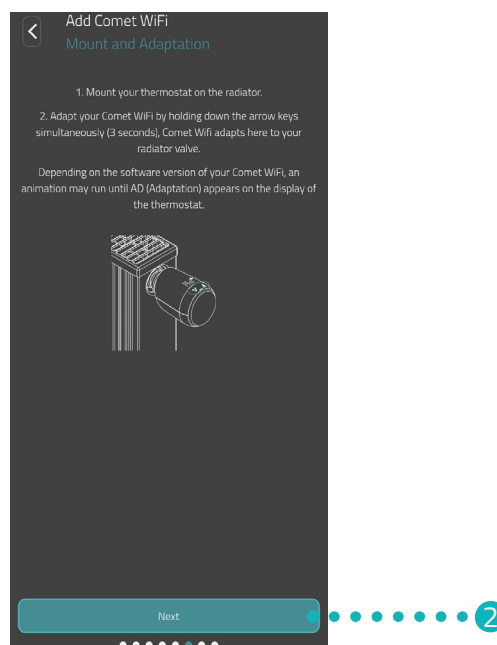 Add Comet WiFi
Mount and Adaptation
1. Mount your thermostat on the radiator.
2. Adapt your Comet WiFi by holding down the arrow keys
simultaneously (3 seconds), Comet Wifi adapts here to your
radiator valve.
Depending on the software version of your Comet WiFi, an
animation may run until AD (Adaptation) appears on the display of
the thermostat.
Next
2